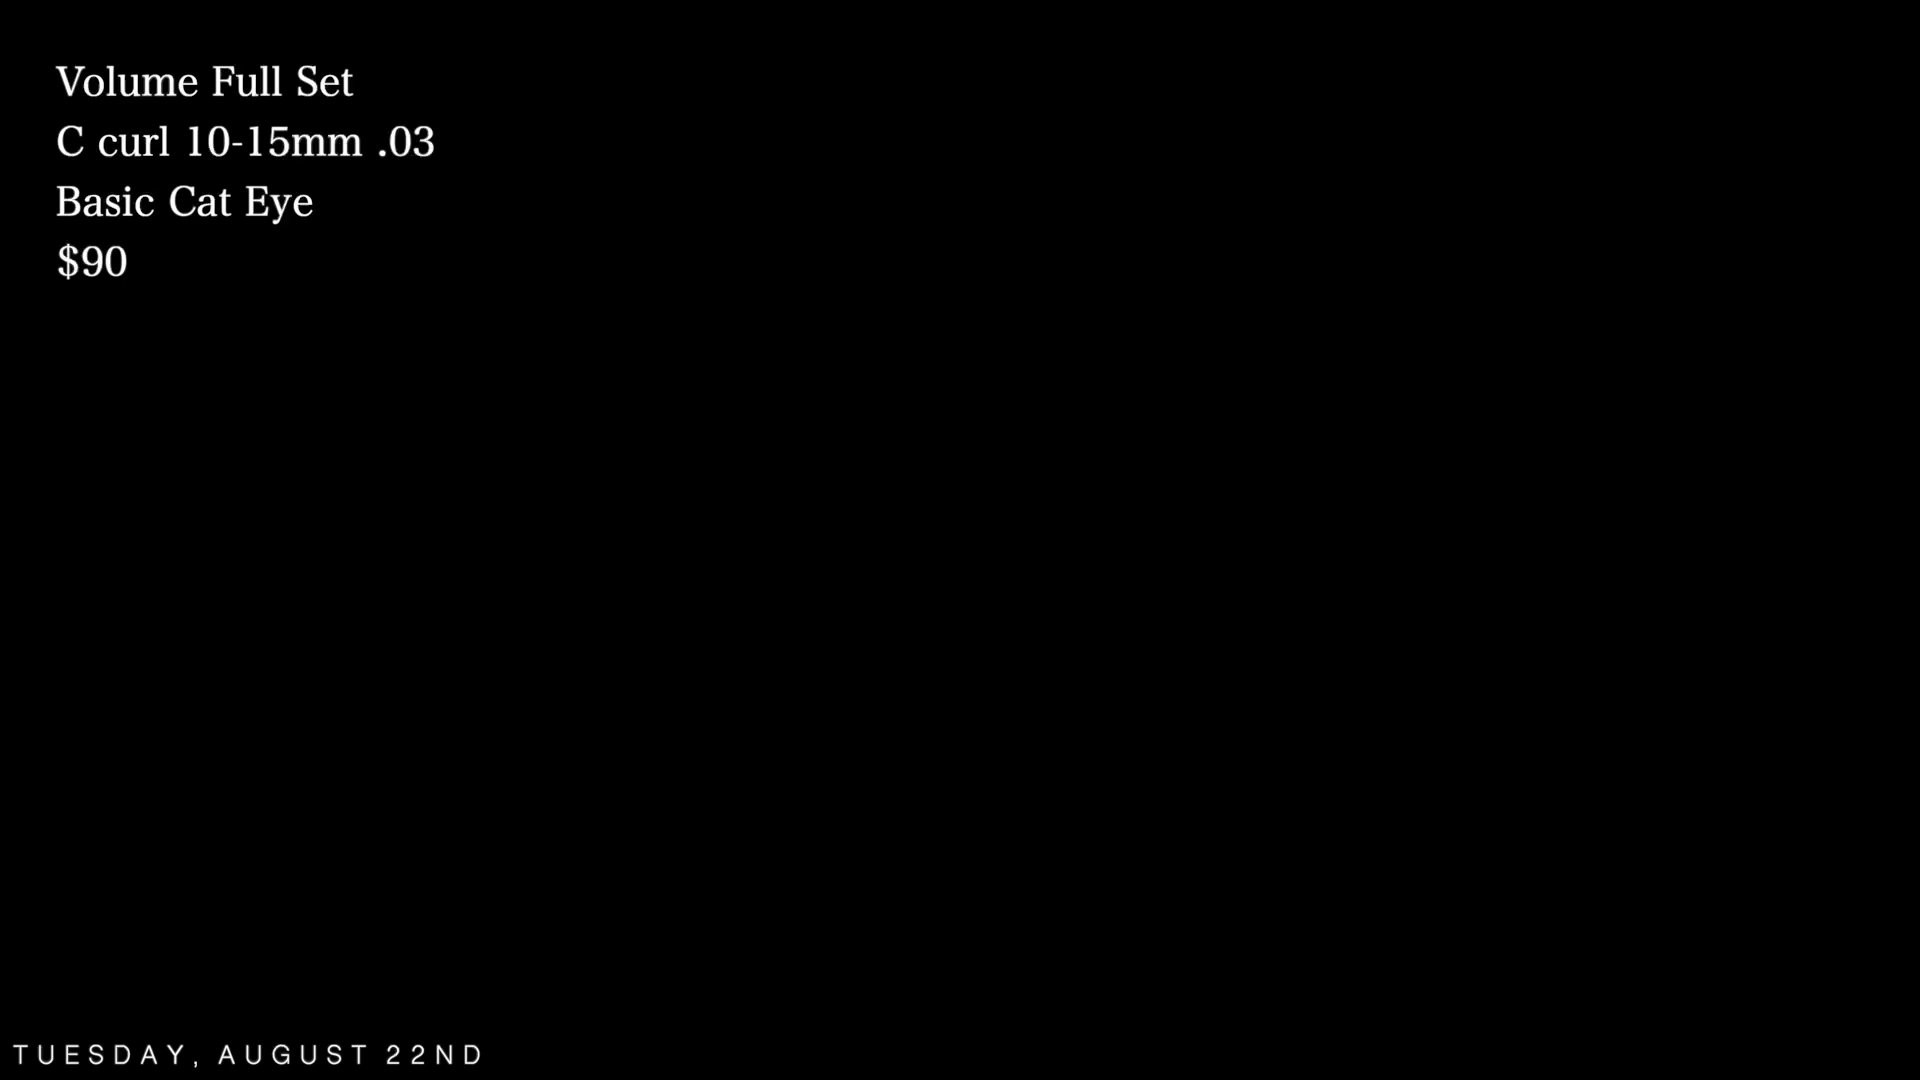 Volume Full Set
C curl 10-15mm .03
Basic Cat Eye
$90
TUESDAY, AUGUST 22ND